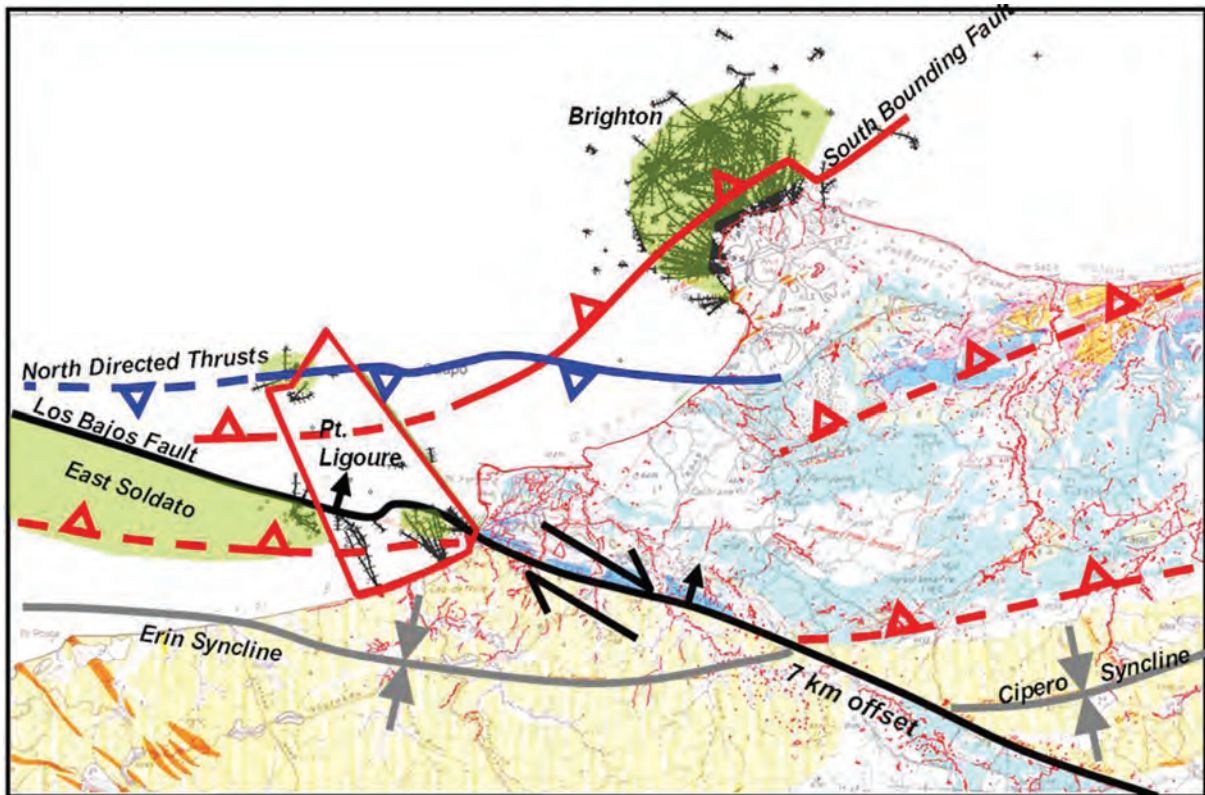 Brighton
South Bounding Fault
North Directed Thrusts
Los Bajos Fault
Pt.
Ligoure
East Soldato
Erin Syncline
7 km offset
Cipero Syncline